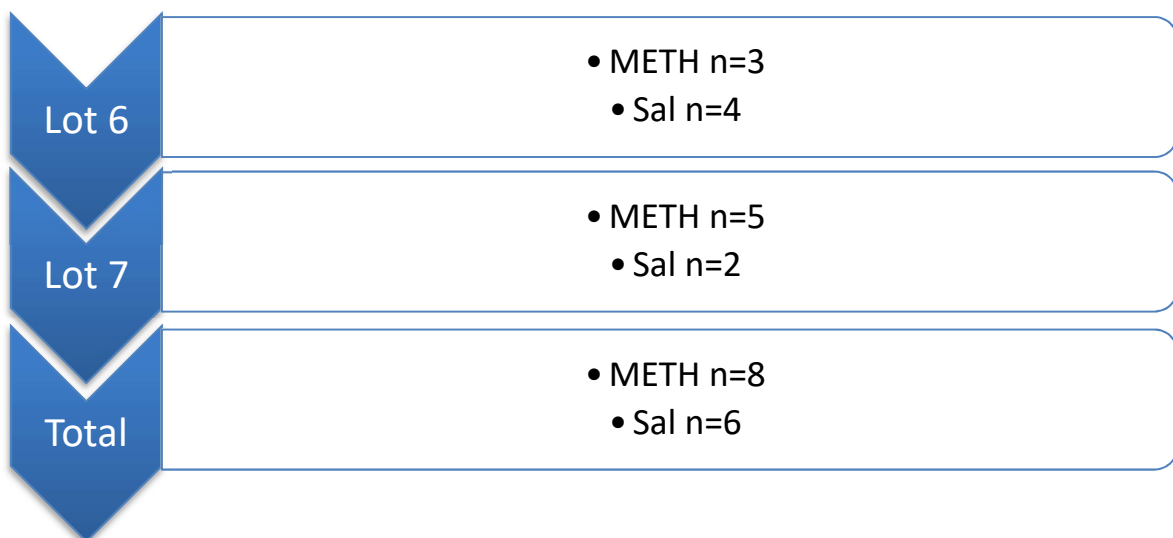 Lot 6
• METH n=3
• Sal n=4
Lot 7
• METH n=5
• Sal n=2
Total
• METH n=8
• Sal n=6